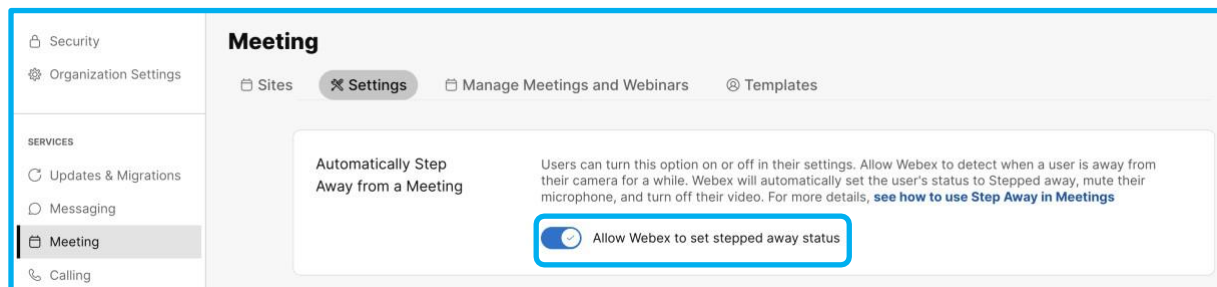 Security
Organization Settings
SERVICES
Updates & Migrations
Messaging
Meeting
Calling
Meeting
Sites
Settings
Manage Meetings and Webinars
Templates
Automatically Step
Away from a Meeting
Users can turn this option on or off in their settings. Allow Webex to detect when a user is away from
their camera for a while. Webex will automatically set the user's status to Stepped away, mute their
microphone, and turn off their video. For more details, see how to use Step Away in Meetings
Allow Webex to set stepped away status